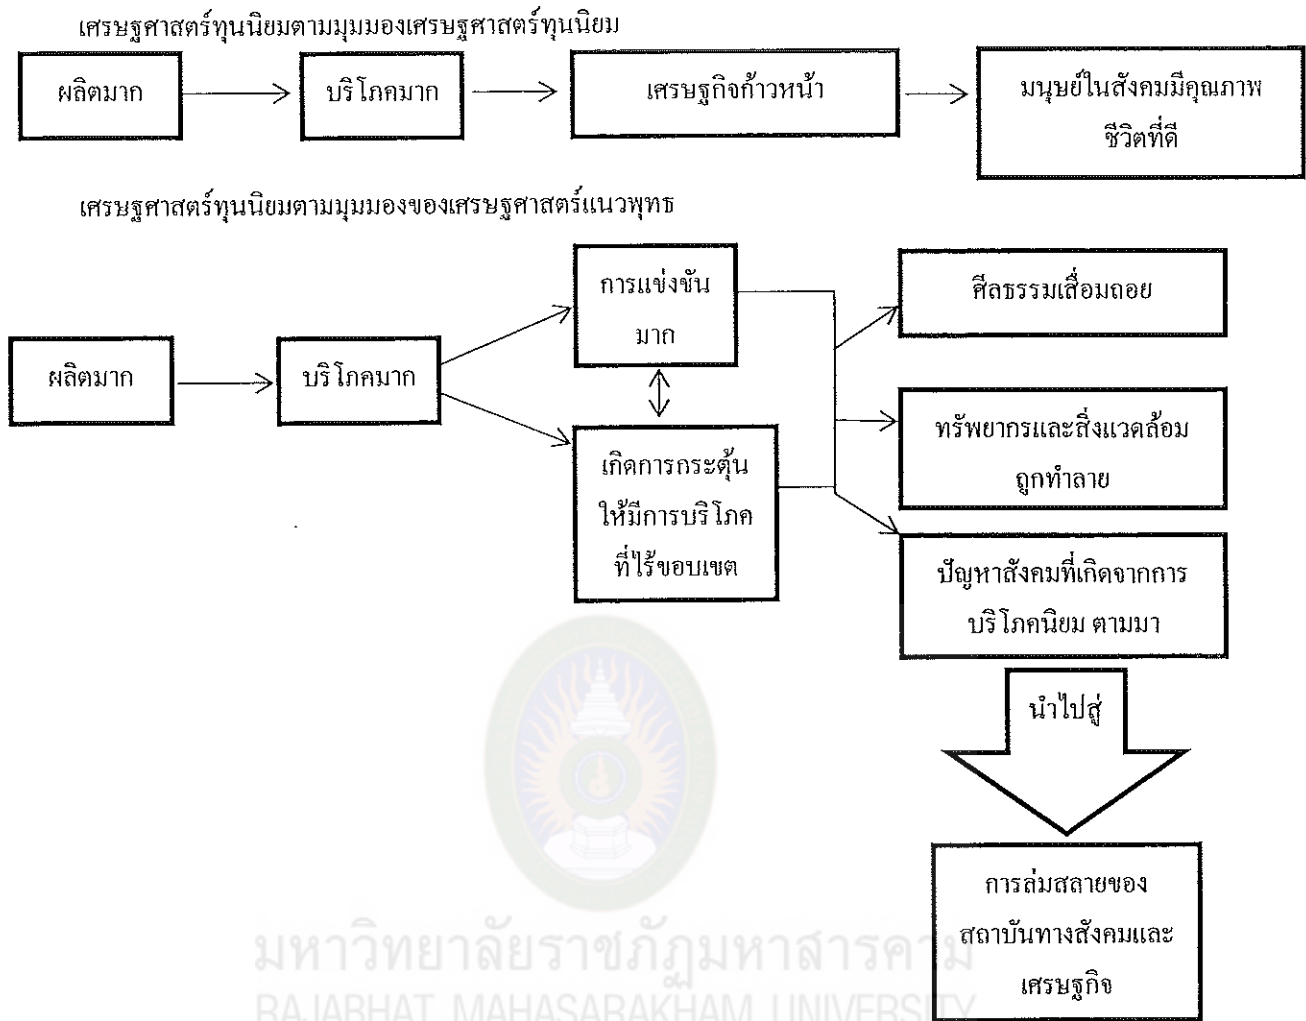 เศรษฐศาสตร์ทุนนิยมตามมุมมองเศรษฐศาสตร์ทุนนิยม
ผลิตมาก
บริโภคมาก
เศรษฐกิจก้าวหน้า
มนุษย์ในสังคมมีคุณภาพ
ชีวิตที่ดี
เศรษฐศาสตร์ทุนนิยมตามมุมมองของเศรษฐศาสตร์แนวพุทธ
ผลิตมาก
บริโภคมาก
การแข่งขัน
มาก
เกิดการกระตุ้น
ให้มีการบริโภค
ที่ไร้ขอบเขต
ศีลธรรมเสื่อมถอย
ทรัพยากรและสิ่งแวดล้อม
ถูกทำลาย
ปัญหาสังคมที่เกิดจากการ
บริโภคนิยม ตามมา
นำไปสู่
การล่มสลายของ
สถาบันทางสังคมและ
เศรษฐกิจ
มหาวิทยาลัยราชภัฏมหาสารคาม
RAJABHAT MAHASARAKHAM UNIVERSITY